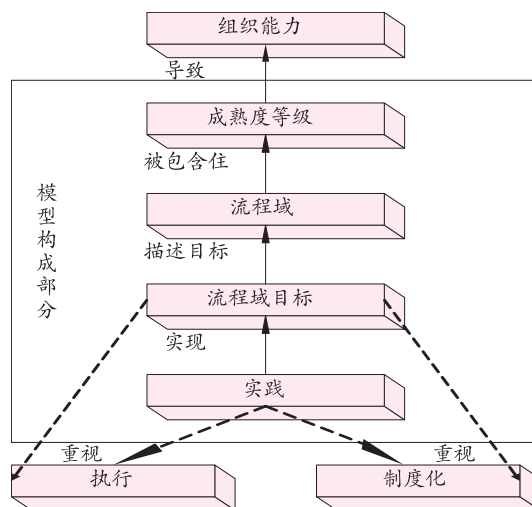 组织能力
导致
成熟度等级
被包含住
流程域
描述目标
模型构成部分
流程域目标
实现
实践
重视
重视
执行
制度化